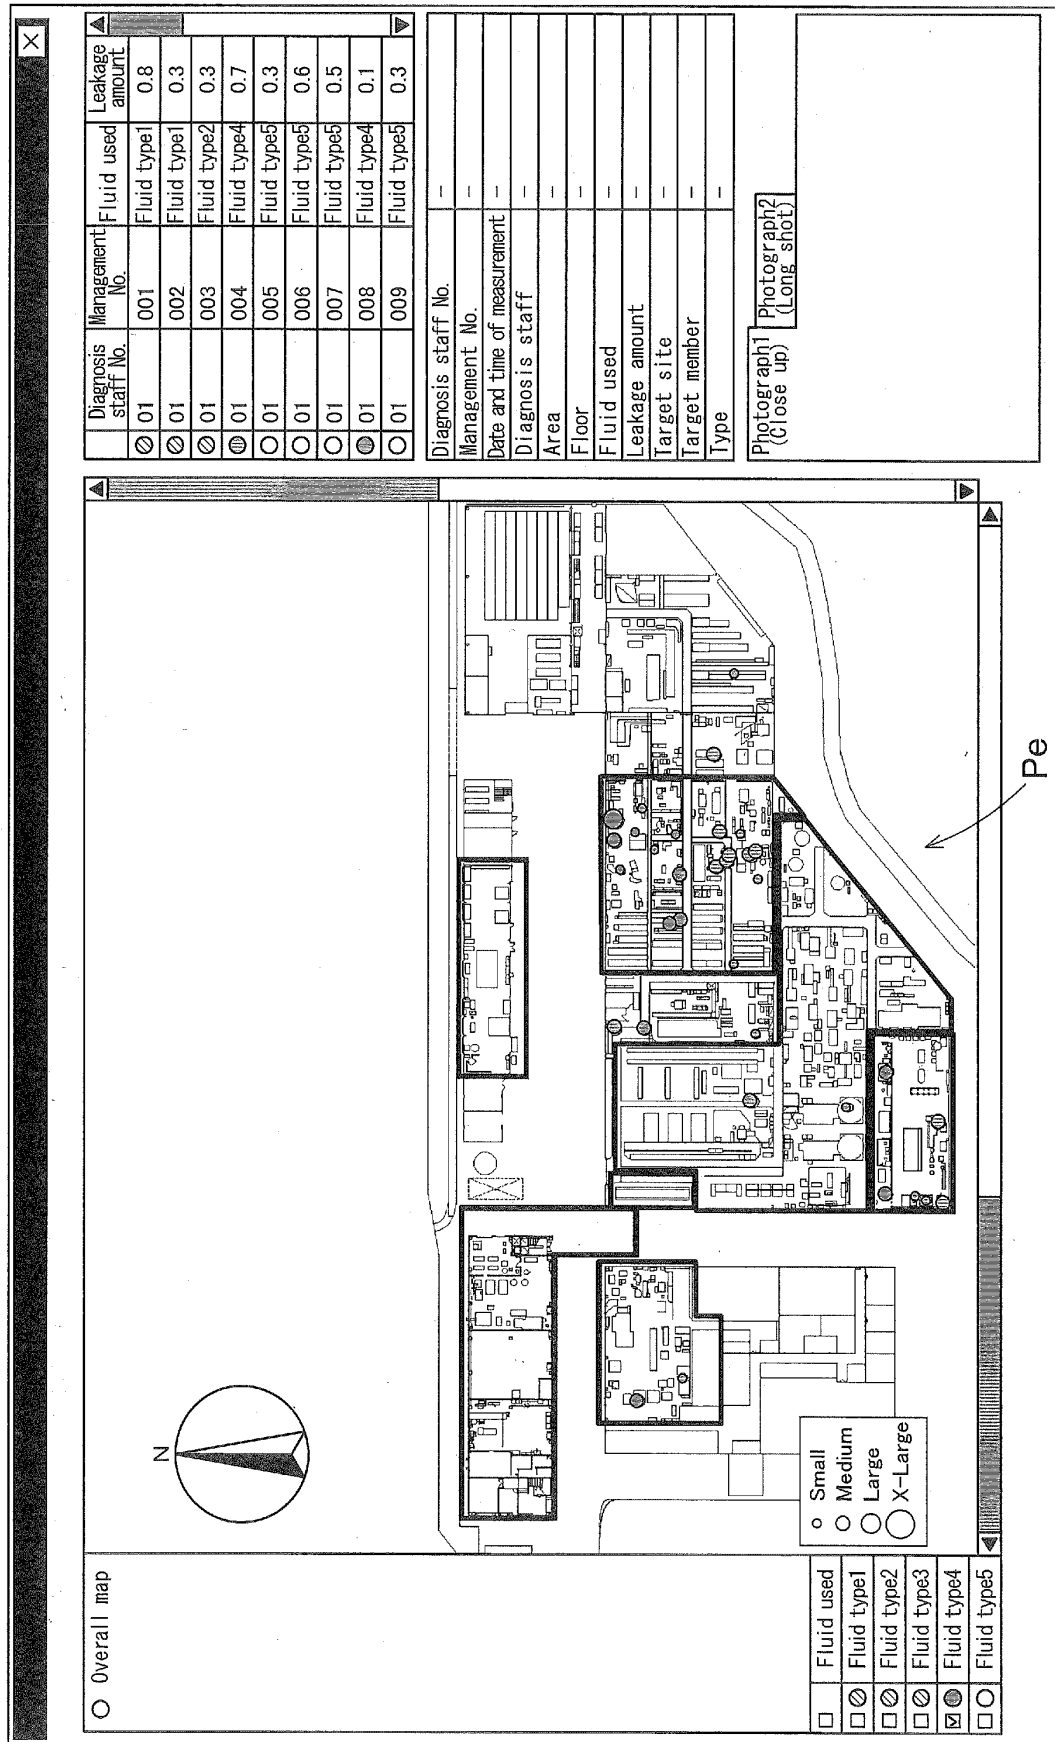 X
○ Overall map
N
Small
Medium
Large
X-Large
Fluid used
Fluid type1
Fluid type2
Fluid type3
Fluid type4
Fluid type5
Diagnosis staff No. Management No. Fluid used Leakage amount
01 001 Fluid type1 0.8
01 002 Fluid type1 0.3
01 003 Fluid type2 0.3
01 004 Fluid type4 0.7
01 005 Fluid type5 0.3
01 006 Fluid type5 0.6
01 007 Fluid type5 0.5
01 008 Fluid type4 0.1
01 009 Fluid type5 0.3
Diagnosis staff No. –
Management No. –
Date and time of measurement –
Diagnosis staff –
Area –
Floor –
Fluid used –
Leakage amount –
Target site –
Target member –
Type –
Photograph1
(Close up)
Photograph2
(Long shot)
Pe